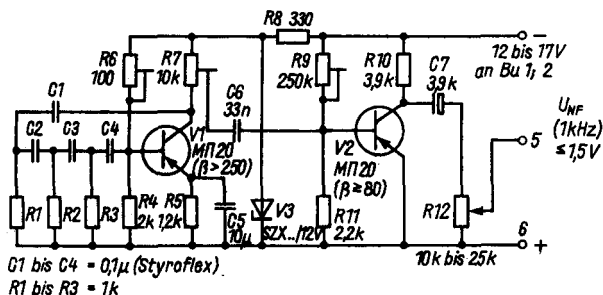 R8 330
R6
100
R7
10k
R9
250k
R10
3,9k
C7
3,9k
12 bis 17V
an Bu 1; 2
C1
C6
33n
C2
C3
C4
V1
МП20
(β>250)
V2
МП20
(β≥80)
U_NF
(1kHz)
≤1,5V
5
R1
R2
R3
R4
2k
R5
1,2k
C5
10µ
V3
SZX../12V
R11
2,2k
R12
10k bis 25k
6
+
C1 bis C4 = 0,1µ (Styroflex)
R1 bis R3 = 1k